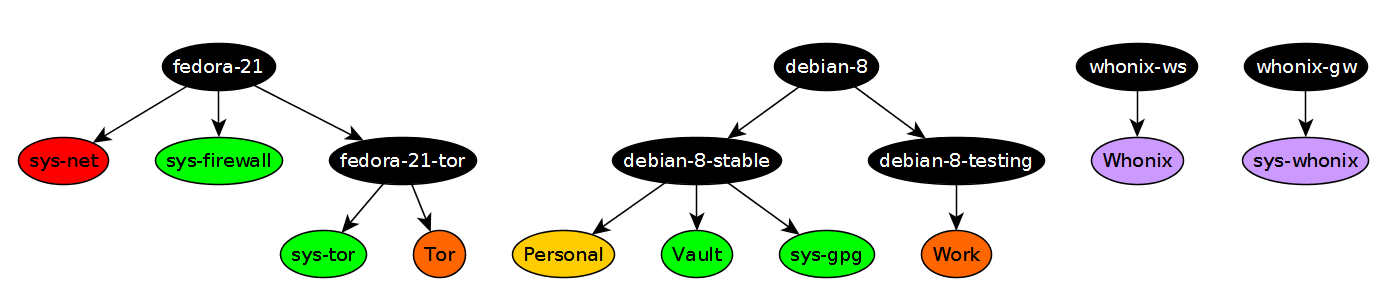 fedora-21
debian-8
whonix-ws
whonix-gw
sys-net
sys-firewall
fedora-21-tor
debian-8-stable
debian-8-testing
Whonix
sys-whonix
sys-tor
Tor
Personal
Vault
sys-gpg
Work